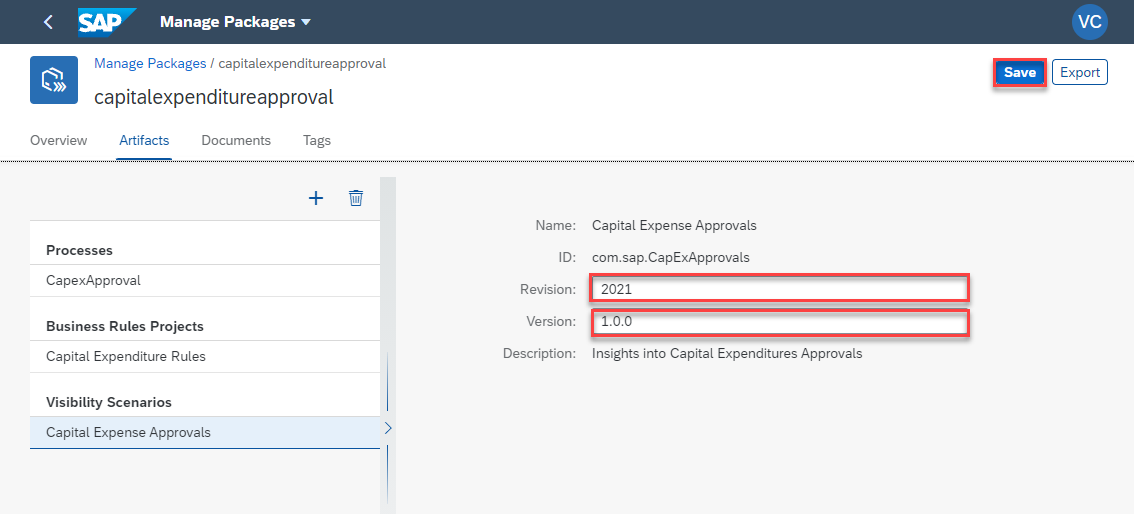 SAP Manage Packages VC
Manage Packages / capitalexpenditureapproval
capitalexpenditureapproval
Save Export
Overview Artifacts Documents Tags
Processes
CapexApproval
Business Rules Projects
Capital Expenditure Rules
Visibility Scenarios
Capital Expense Approvals
Name: Capital Expense Approvals
ID: com.sap.CapExApprovals
Revision: 2021
Version: 1.0.0
Description: Insights into Capital Expenditures Approvals